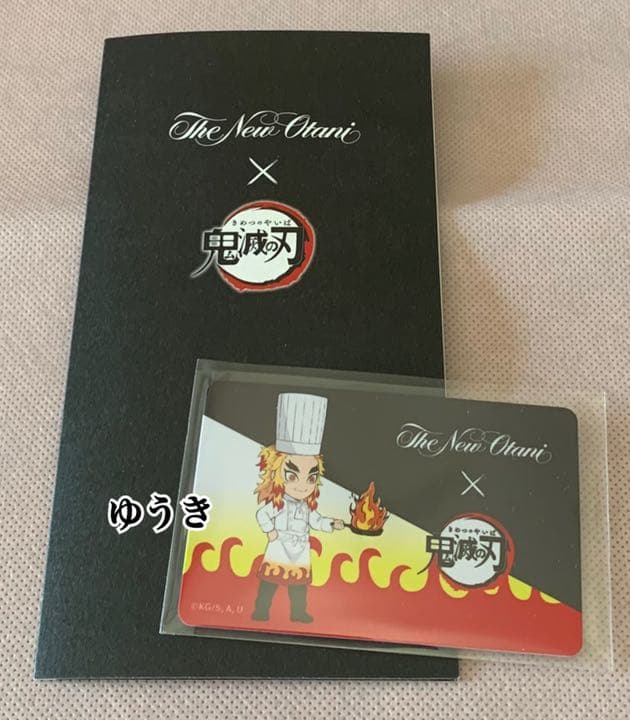 The New Otani
×
きめつのやいば
鬼滅の刃
The New Otani
×
きめつのやいば
鬼滅の刃
ゆうき
©KG/S, A, U